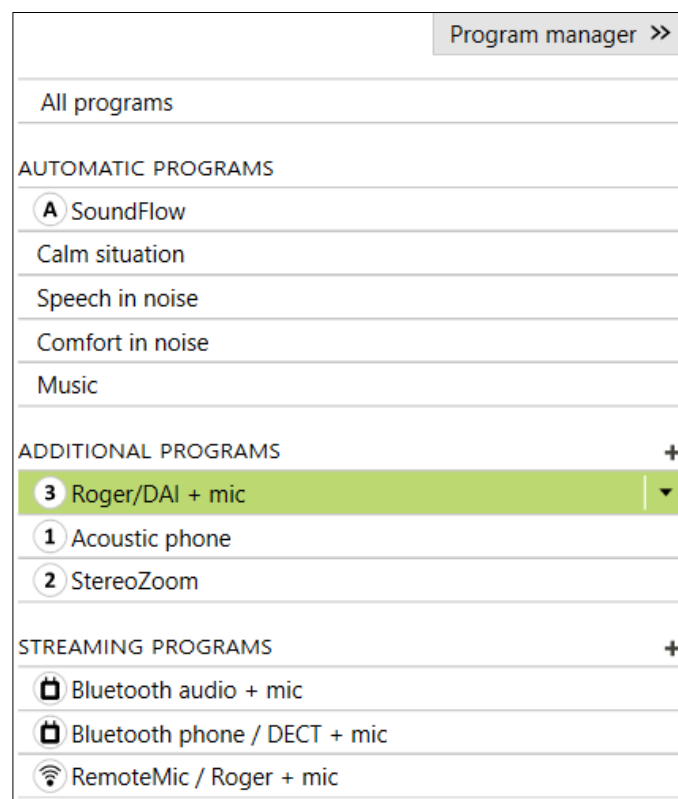 Program manager »
All programs
AUTOMATIC PROGRAMS
A SoundFlow
Calm situation
Speech in noise
Comfort in noise
Music
ADDITIONAL PROGRAMS +
3 Roger/DAI + mic
1 Acoustic phone
2 StereoZoom
STREAMING PROGRAMS +
Bluetooth audio + mic
Bluetooth phone / DECT + mic
RemoteMic / Roger + mic